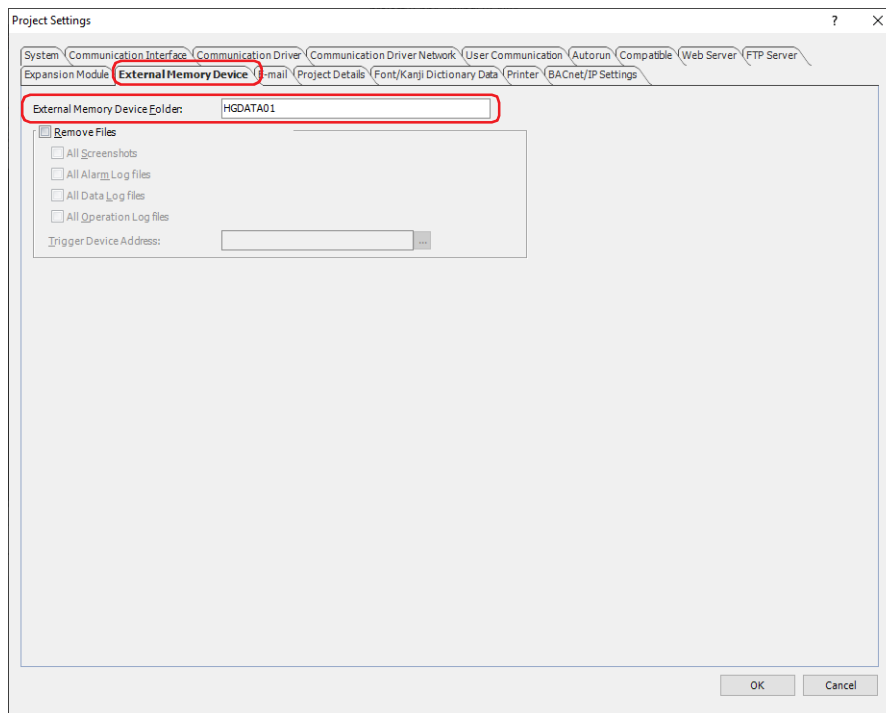 Project Settings ? ×
System Communication Interface Communication Driver Communication Driver Network User Communication Autorun Compatible Web Server FTP Server
Expansion Module External Memory Device E-mail Project Details Font/Kanji Dictionary Data Printer BACnet/IP Settings
External Memory Device Folder: HGDATA01
Remove Files
All Screenshots
All Alarm Log files
All Data Log files
All Operation Log files
Trigger Device Address: ...
OK Cancel